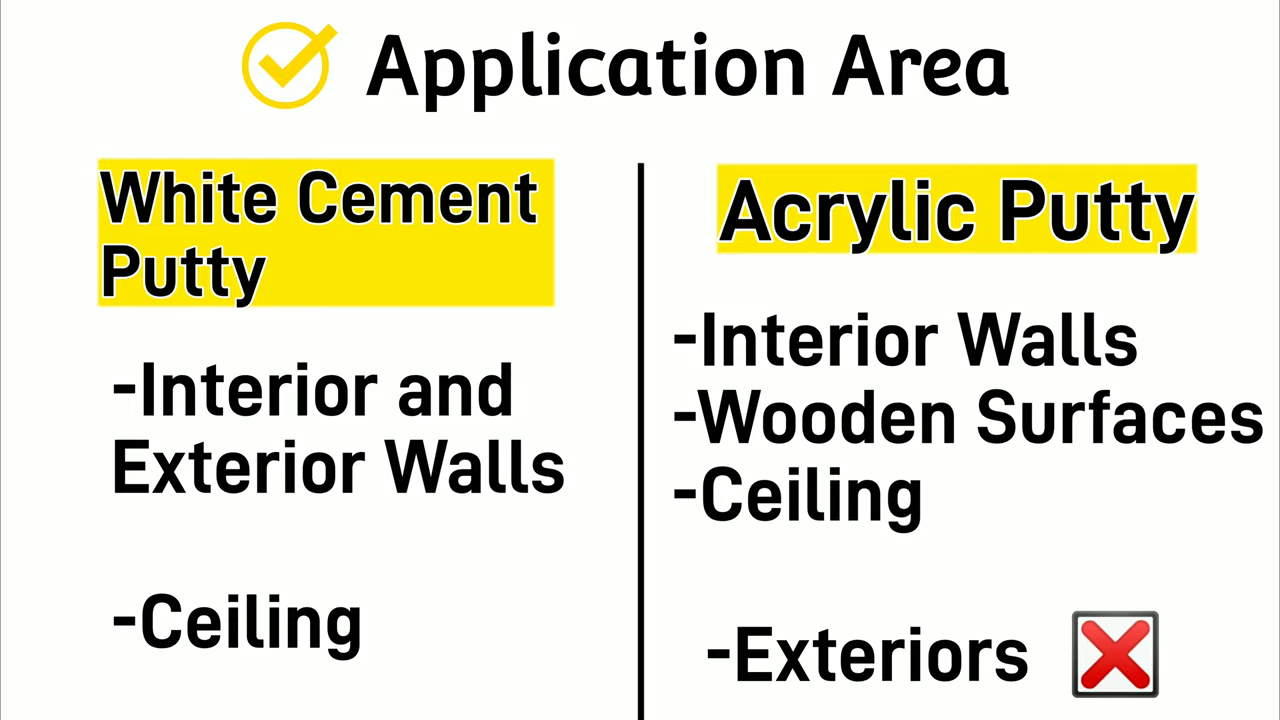 Application Area
White Cement
Putty
-Interior and
Exterior Walls
-Ceiling
Acrylic Putty
-Interior Walls
-Wooden Surfaces
-Ceiling
-Exteriors